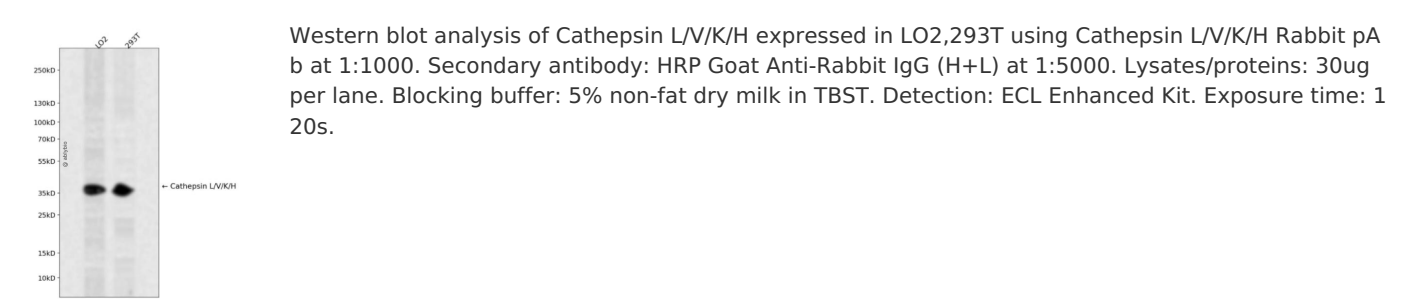 LO2 293T
250kD
130kD
100kD
70kD
55kD
35kD
25kD
15kD
10kD
@ ablytoo
← Cathepsin L/V/K/H
Western blot analysis of Cathepsin L/V/K/H expressed in LO2,293T using Cathepsin L/V/K/H Rabbit pA
b at 1:1000. Secondary antibody: HRP Goat Anti-Rabbit IgG (H+L) at 1:5000. Lysates/proteins: 30ug
per lane. Blocking buffer: 5% non-fat dry milk in TBST. Detection: ECL Enhanced Kit. Exposure time: 1
20s.